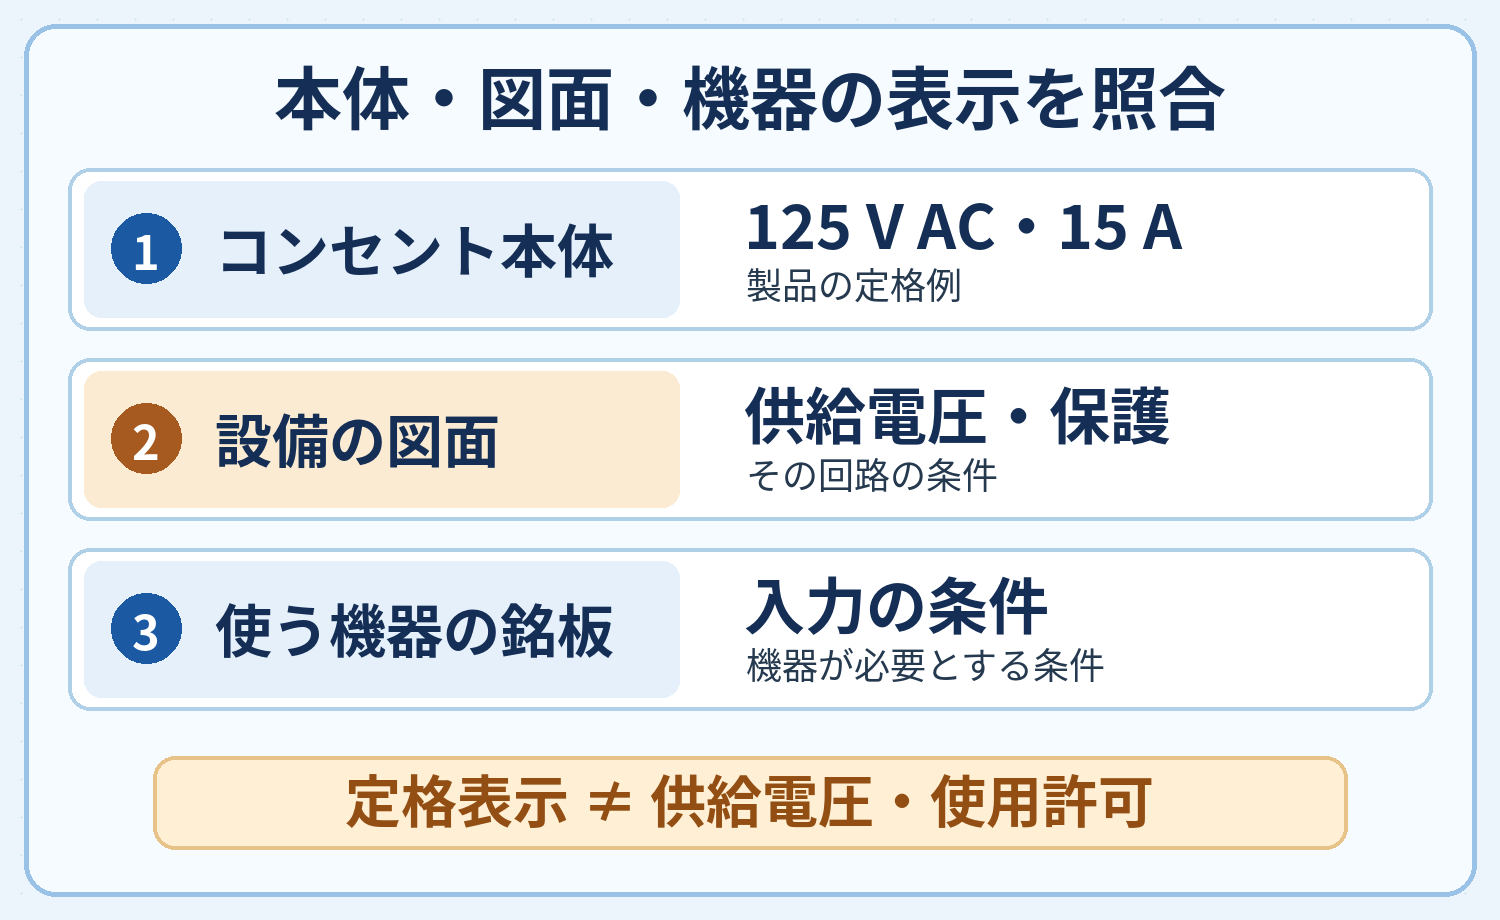 本体・図面・機器の表示を照合
1 コンセント本体
125 V AC・15 A
製品の定格例
2 設備の図面
供給電圧・保護
その回路の条件
3 使う機器の銘板
入力の条件
機器が必要とする条件
定格表示 ≠ 供給電圧・使用許可